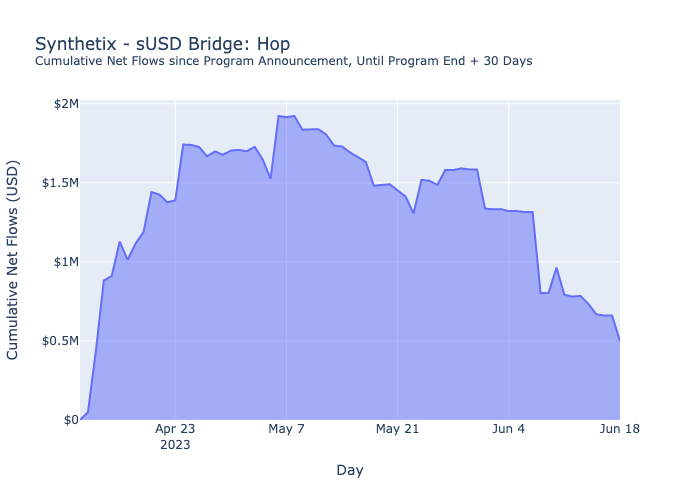 Synthetix - sUSD Bridge: Hop
Cumulative Net Flows since Program Announcement, Until Program End + 30 Days
Cumulative Net Flows (USD)
$2M
$1.5M
$1M
$0.5M
$0
Apr 23
2023
May 7
May 21
Jun 4
Jun 18
Day